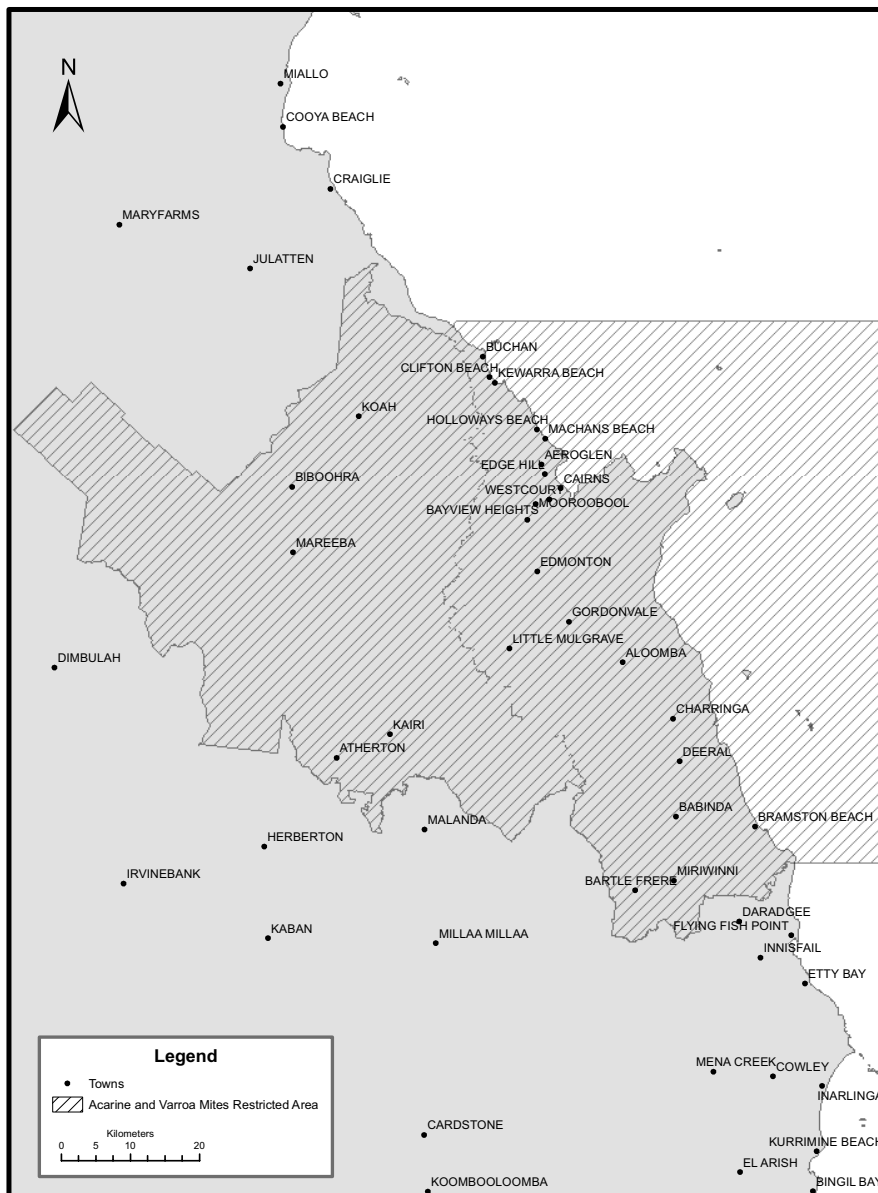 N
MIALLO
COOYA BEACH
CRAIGLIE
MARYFARMS
JULATTEN
BUCHAN
CLIFTON BEACH
KEWARRA BEACH
KOAH
HOLLOWAYS BEACH
MACHANS BEACH
AEROGLEN
EDGE HILL
CAIRNS
BIBOOHRA
WESTCOURT
MOOROOBOOL
BAYVIEW HEIGHTS
MAREEBA
EDMONTON
GORDONVALE
LITTLE MULGRAVE
ALOOMBA
DIMBULAH
CHARRINGA
KAIRI
ATHERTON
DEERAL
BABINDA
MALANDA
BRAMSTON BEACH
HERBERTON
IRVINEBANK
BARTLE FRERE
MIRIWINNI
DARADGEE
FLYING FISH POINT
KABAN
MILLAA MILLAA
INNISFAIL
ETTY BAY
MENA CREEK
COWLEY
INARLINGA
CARDSTONE
KURRIMINE BEACH
EL ARISH
KOOMBOOLOOMBA
BINGIL BAY
Legend
Towns
Acarine and Varroa Mites Restricted Area
Kilometers
0 5 10 20